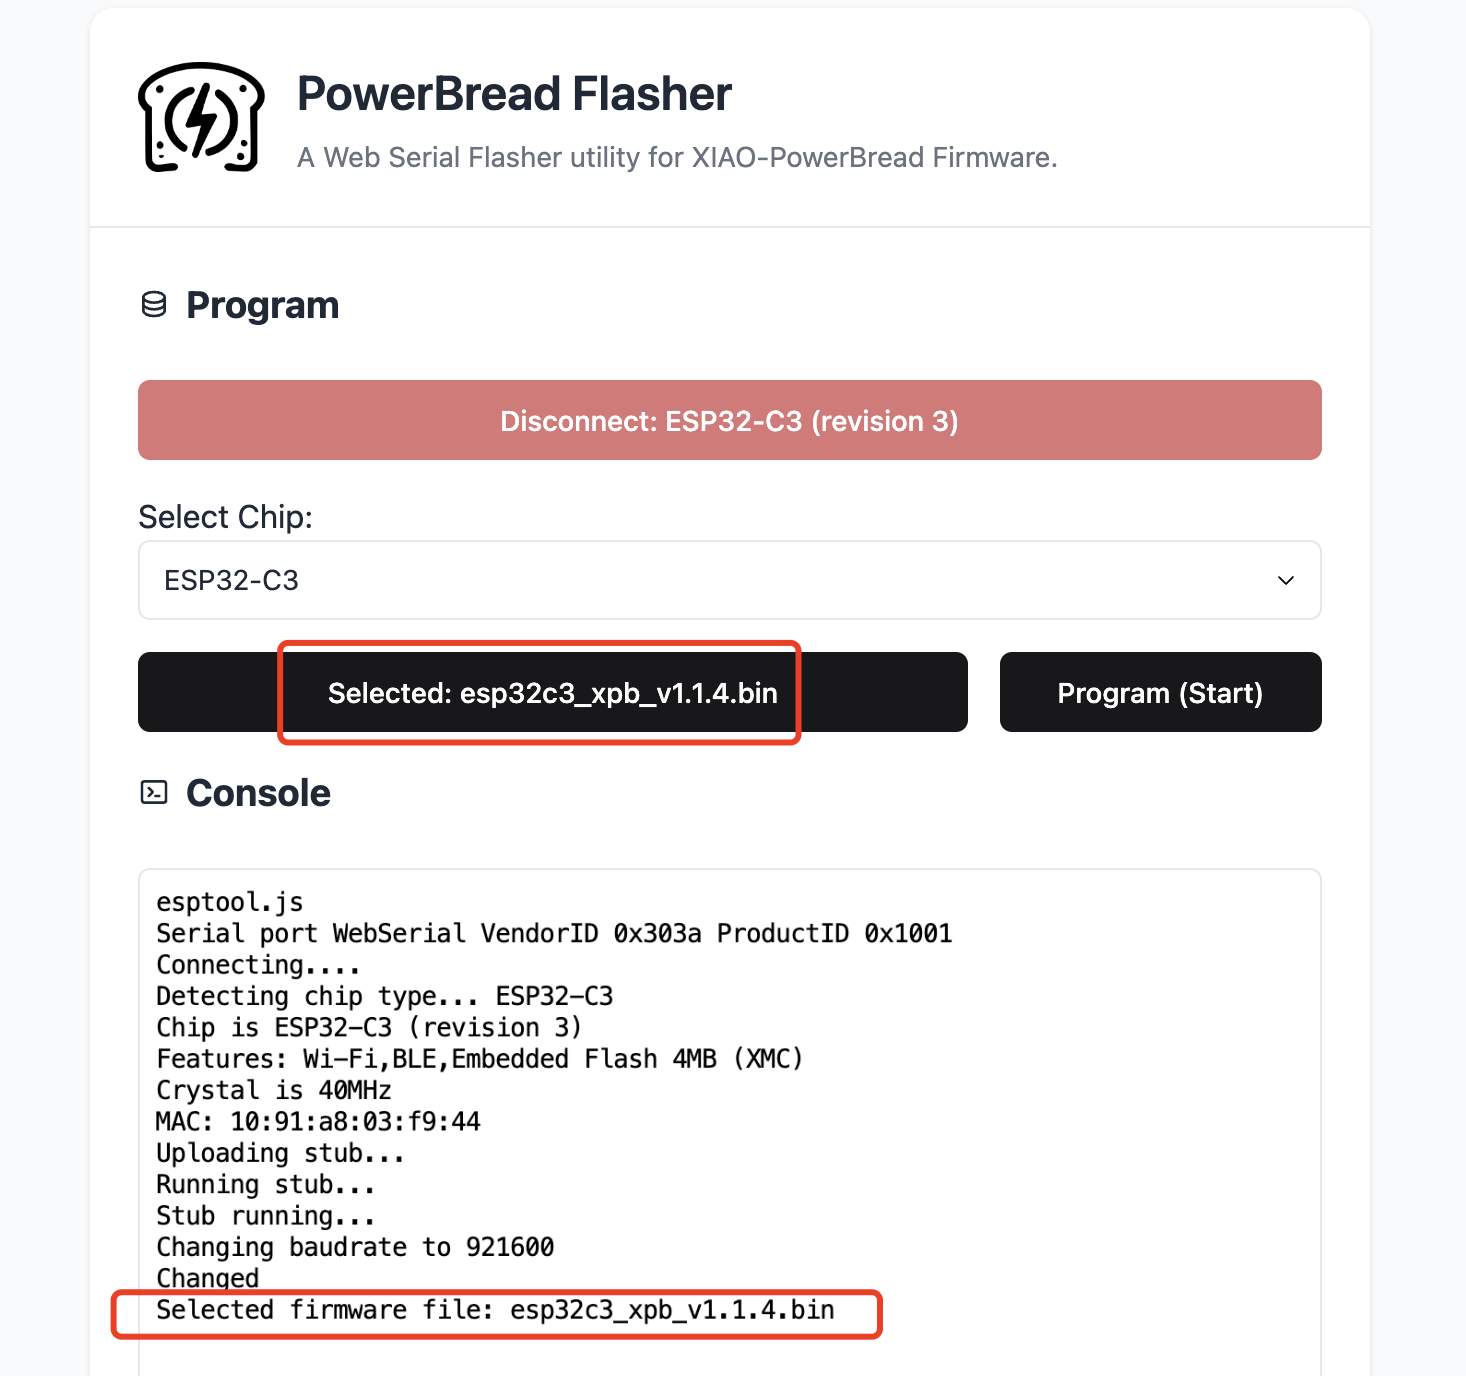 PowerBread Flasher
A Web Serial Flasher utility for XIAO-PowerBread Firmware.
Program
Disconnect: ESP32-C3 (revision 3)
Select Chip:
ESP32-C3
Selected: esp32c3_xpb_v1.1.4.bin
Program (Start)
Console
esptool.js
Serial port WebSerial VendorID 0x303a ProductID 0x1001
Connecting....
Detecting chip type... ESP32-C3
Chip is ESP32-C3 (revision 3)
Features: Wi-Fi,BLE,Embedded Flash 4MB (XMC)
Crystal is 40MHz
MAC: 10:91:a8:03:f9:44
Uploading stub...
Running stub...
Stub running...
Changing baudrate to 921600
Changed
Selected firmware file: esp32c3_xpb_v1.1.4.bin